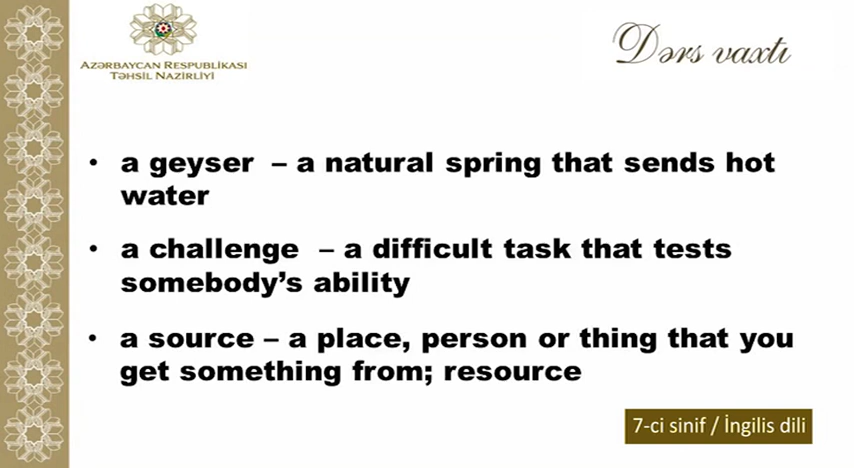 AZƏRBAYCAN RESPUBLİKASI
TƏHSİL NAZİRLİYİ
Dərs vaxtı
• a geyser – a natural spring that sends hot
water
• a challenge – a difficult task that tests
somebody’s ability
• a source – a place, person or thing that you
get something from; resource
7-ci sinif / İngilis dili